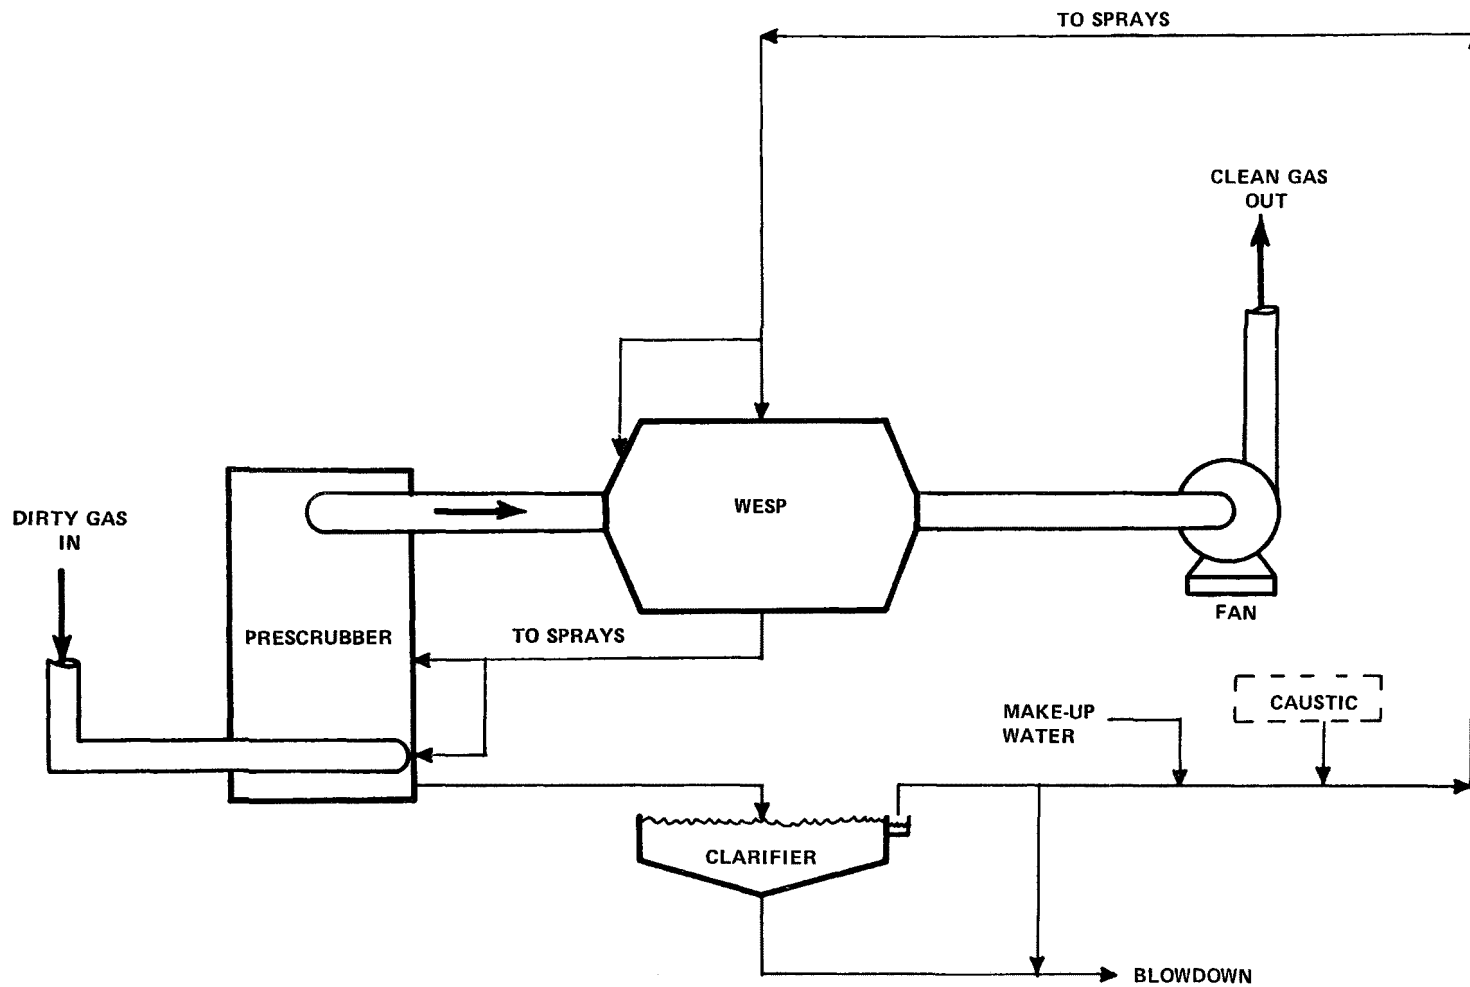 TO SPRAYS
CLEAN GAS
OUT
WESP
DIRTY GAS
IN
FAN
PRESCRUBBER
TO SPRAYS
MAKE-UP
WATER
CAUSTIC
CLARIFIER
BLOWDOWN